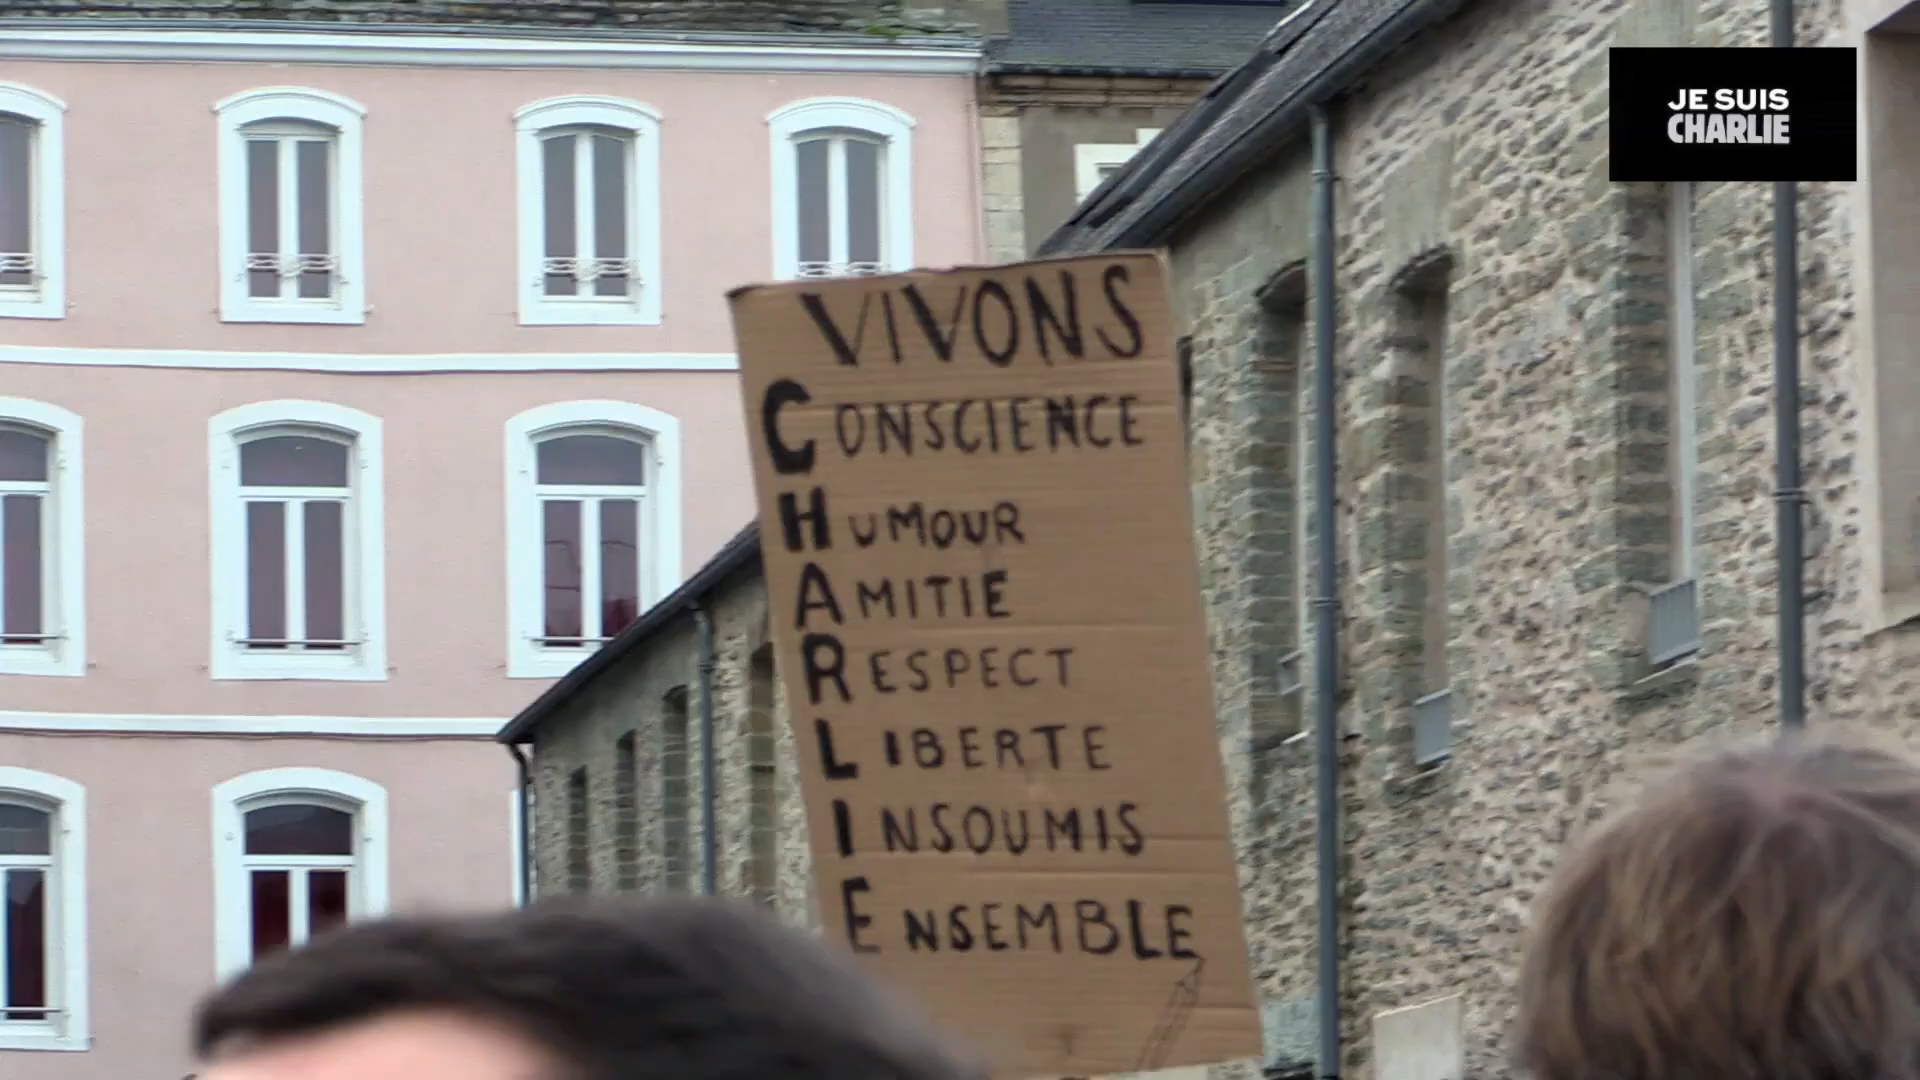 JE SUIS
CHARLIE
VIVONS
CONSCIENCE
HUMOUR
AMITIE
RESPECT
LIBERTE
INSOUMIS
ENSEMBLE